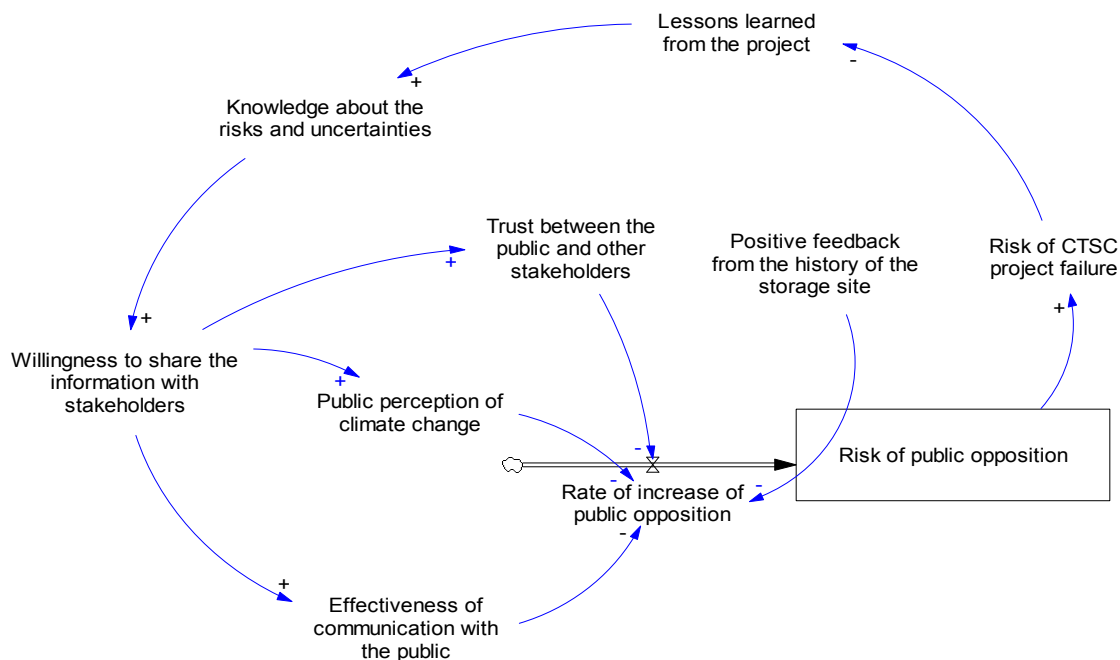 Lessons learned
from the project
-
+
Knowledge about the
risks and uncertainties
Trust between the
public and other
stakeholders
+
Positive feedback
from the history of the
storage site
Risk of CTSC
project failure
+
+
Willingness to share the
information with
stakeholders
+
Public perception of
climate change
-
Risk of public opposition
-
-
Rate of increase of
public opposition
-
+
Effectiveness of
communication with
the public